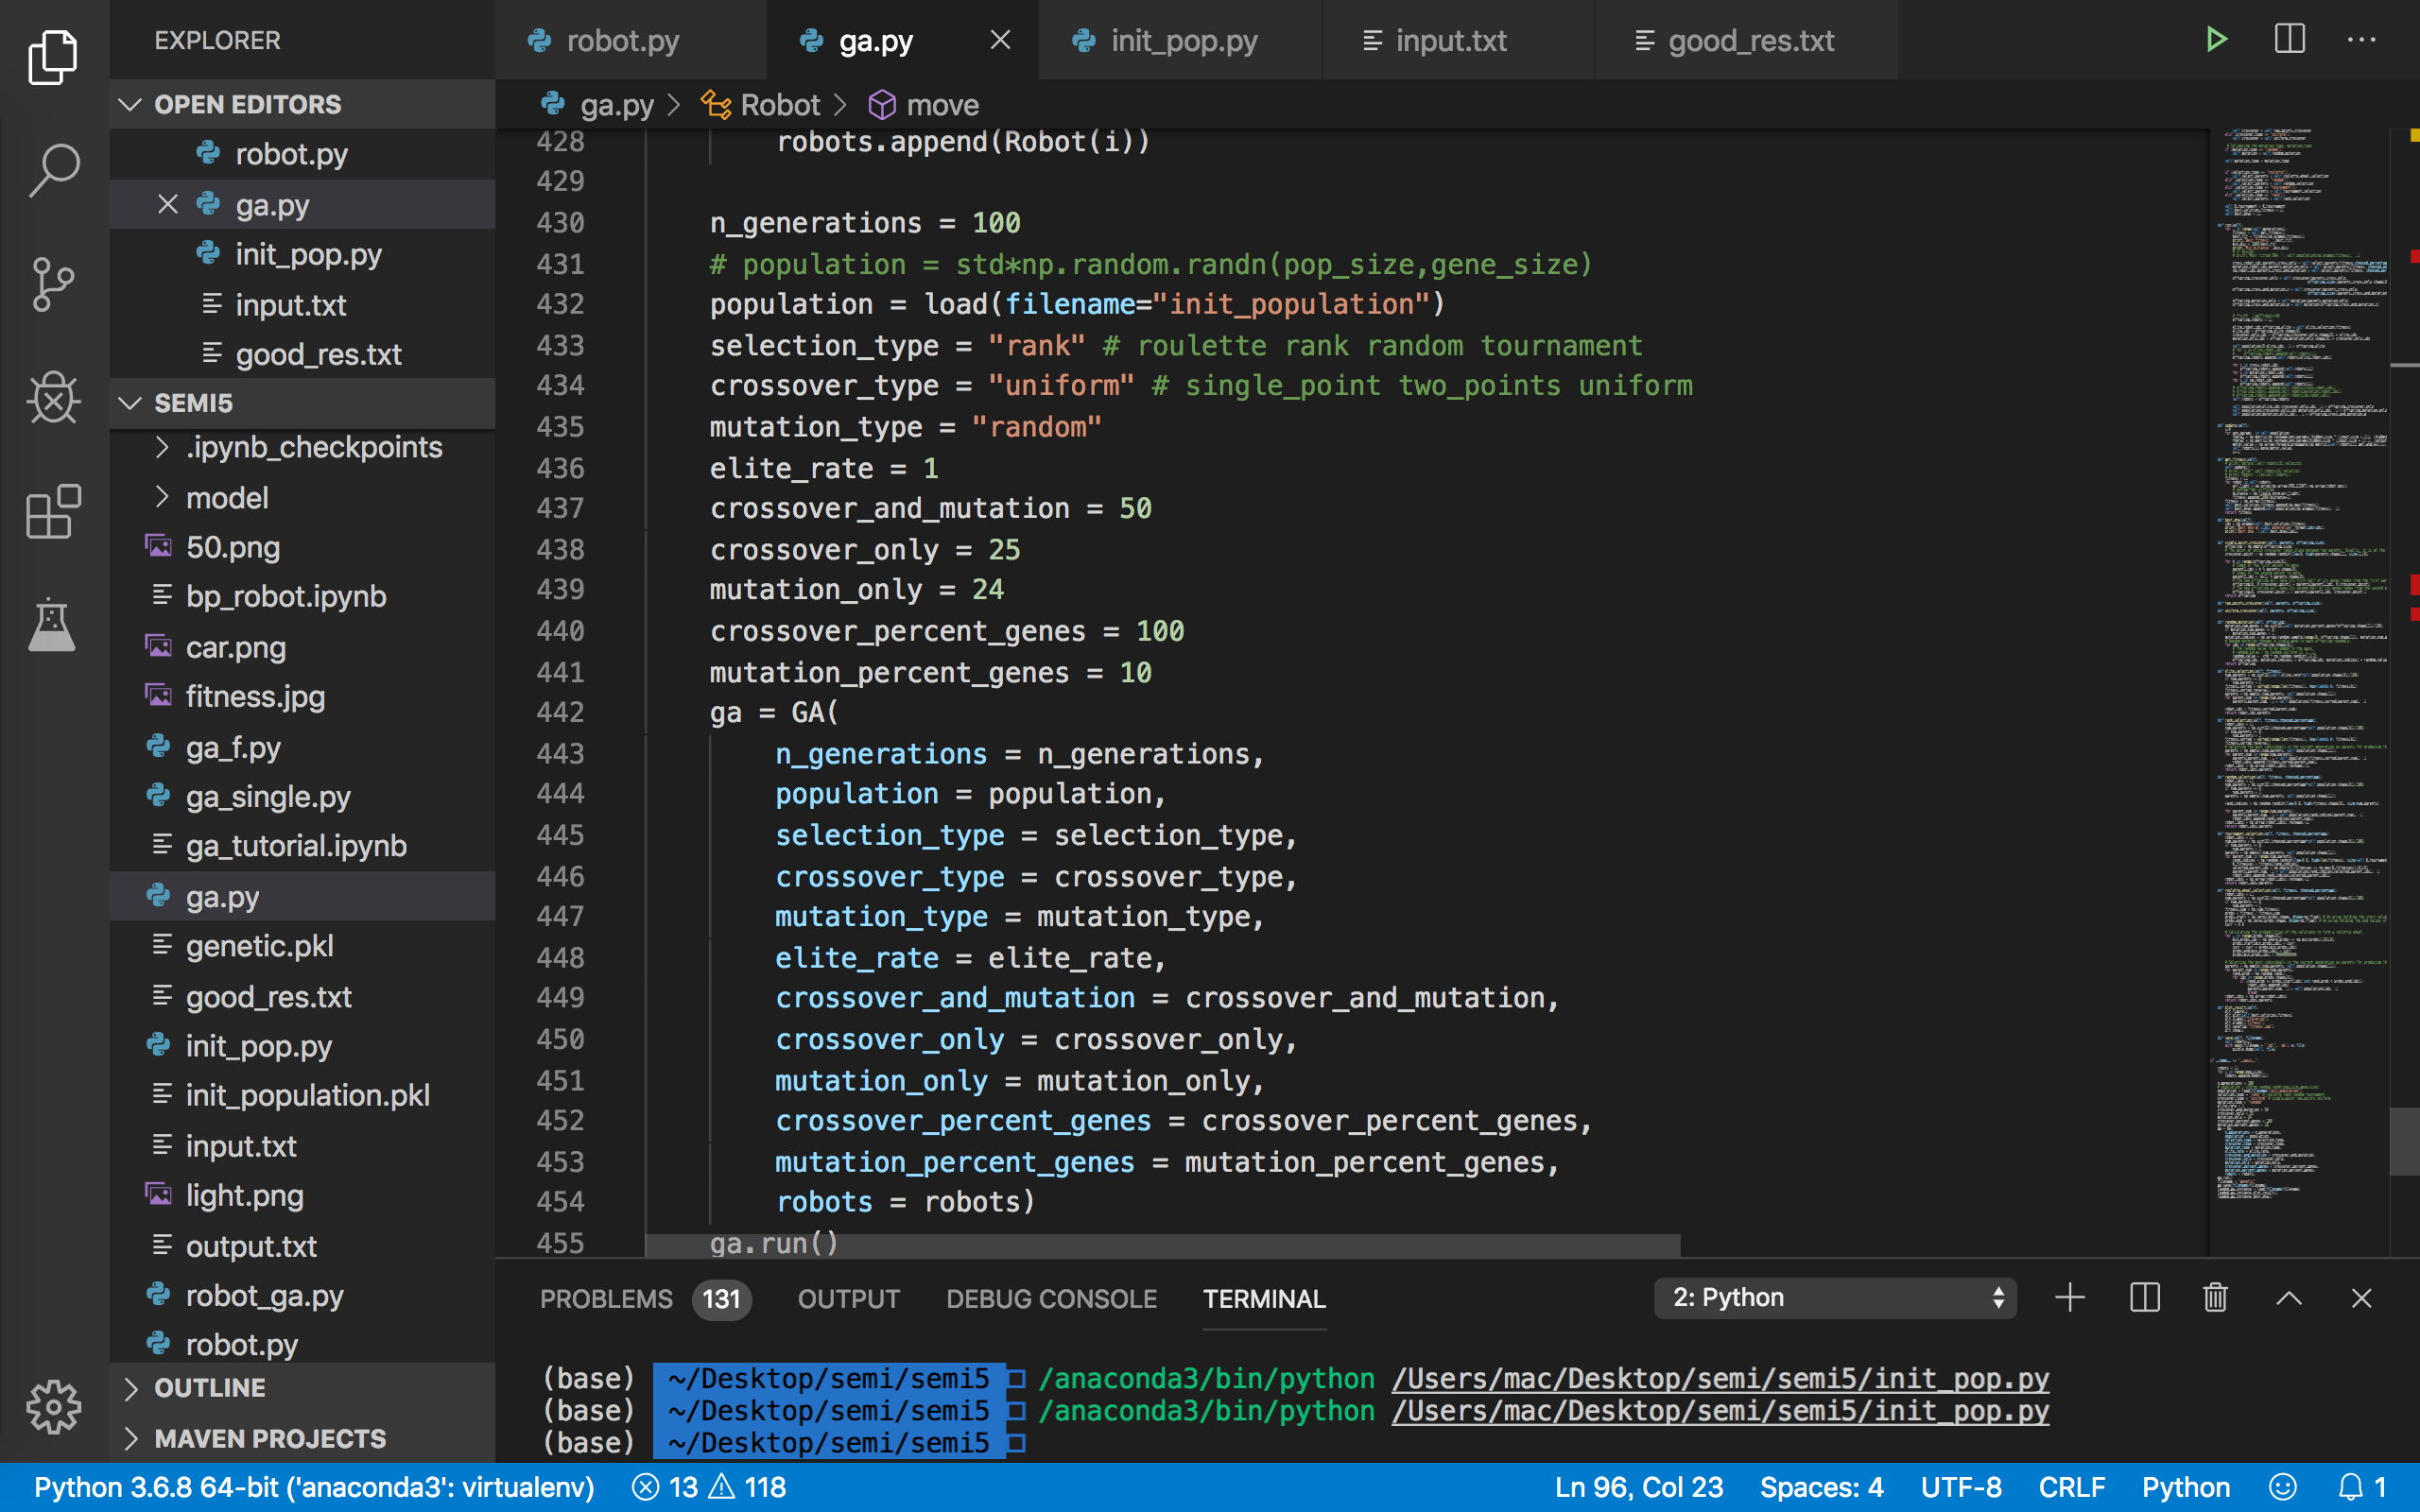 EXPLORER
OPEN EDITORS
robot.py
ga.py
init_pop.py
input.txt
good_res.txt
SEMI5
.ipynb_checkpoints
model
50.png
bp_robot.ipynb
car.png
fitness.jpg
ga_f.py
ga_single.py
ga_tutorial.ipynb
ga.py
genetic.pkl
good_res.txt
init_pop.py
init_population.pkl
input.txt
light.png
output.txt
robot_ga.py
robot.py
OUTLINE
MAVEN PROJECTS
robot.py ga.py init_pop.py input.txt good_res.txt
ga.py Robot move
428 robots.append(Robot(i))
429
430 n_generations = 100
431 # population = std*np.random.randn(pop_size,gene_size)
432 population = load(filename="init_population")
433 selection_type = "rank" # roulette rank random tournament
434 crossover_type = "uniform" # single_point two_points uniform
435 mutation_type = "random"
436 elite_rate = 1
437 crossover_and_mutation = 50
438 crossover_only = 25
439 mutation_only = 24
440 crossover_percent_genes = 100
441 mutation_percent_genes = 10
442 ga = GA(
443 n_generations = n_generations,
444 population = population,
445 selection_type = selection_type,
446 crossover_type = crossover_type,
447 mutation_type = mutation_type,
448 elite_rate = elite_rate,
449 crossover_and_mutation = crossover_and_mutation,
450 crossover_only = crossover_only,
451 mutation_only = mutation_only,
452 crossover_percent_genes = crossover_percent_genes,
453 mutation_percent_genes = mutation_percent_genes,
454 robots = robots)
455 ga.run()
PROBLEMS 131 OUTPUT DEBUG CONSOLE TERMINAL 2: Python
(base) ~/Desktop/semi/semi5 /anaconda3/bin/python /Users/mac/Desktop/semi/semi5/init_pop.py
(base) ~/Desktop/semi/semi5 /anaconda3/bin/python /Users/mac/Desktop/semi/semi5/init_pop.py
(base) ~/Desktop/semi/semi5
Python 3.6.8 64-bit ('anaconda3': virtualenv) 13 118 Ln 96, Col 23 Spaces: 4 UTF-8 CRLF Python 1